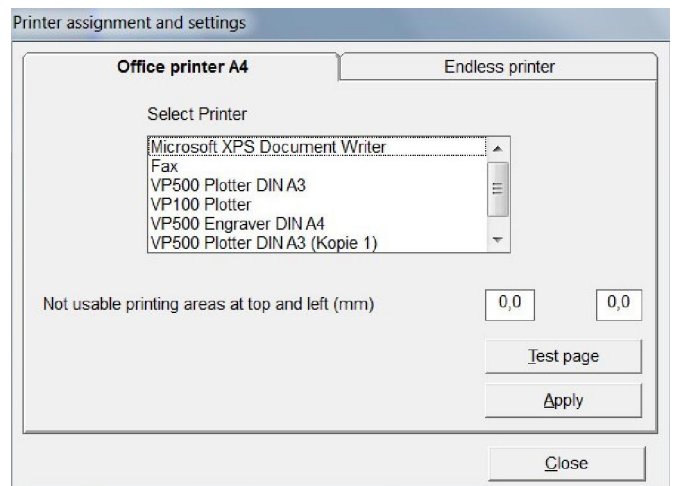 Printer assignment and settings
Office printer A4
Endless printer
Select Printer
Microsoft XPS Document Writer
Fax
VP500 Plotter DIN A3
VP100 Plotter
VP500 Engraver DIN A4
VP500 Plotter DIN A3 (Kopie 1)
Not usable printing areas at top and left (mm) 0,0 0,0
Test page
Apply
Close